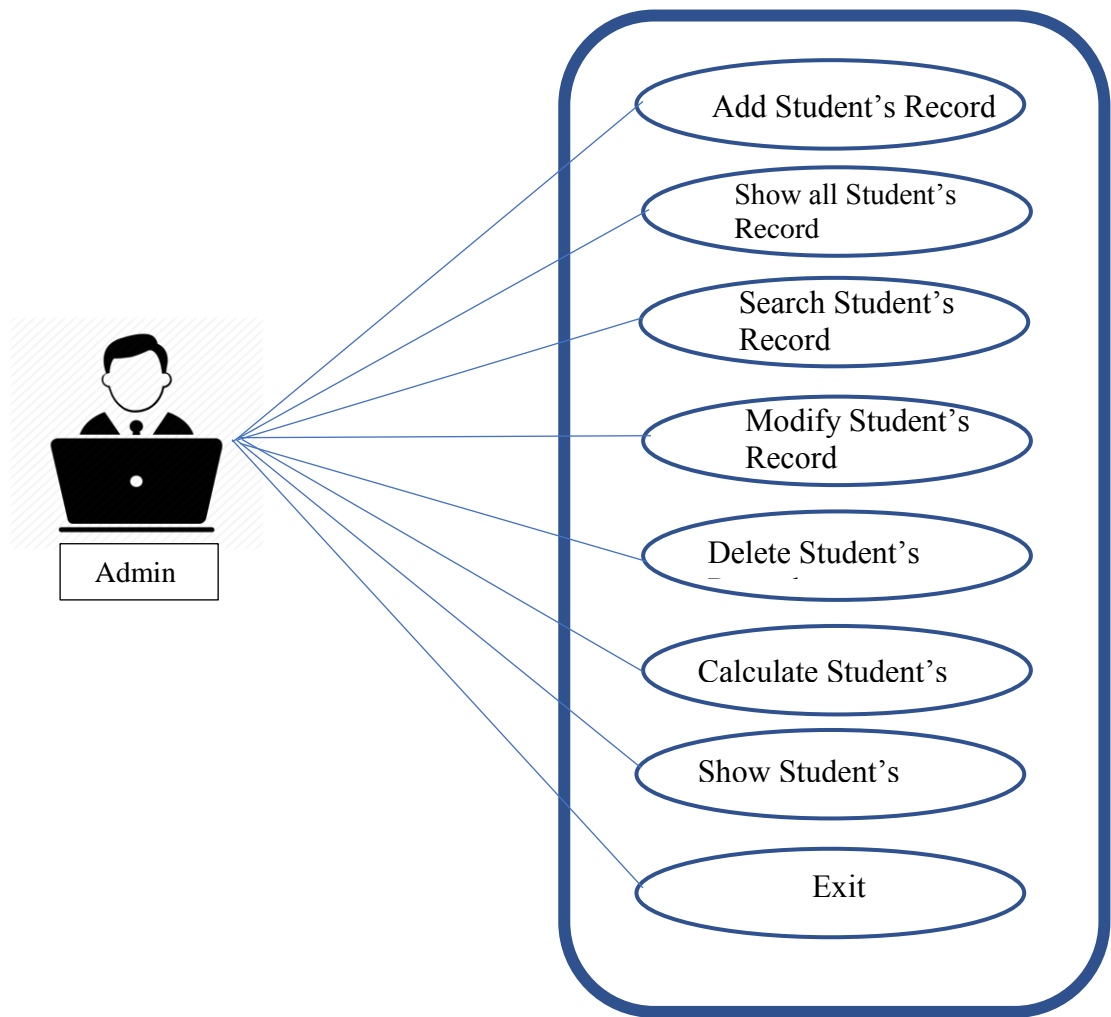 Add Student’s Record
Show all Student’s
Record
Search Student’s
Record
Modify Student’s
Record
Delete Student’s
Calculate Student’s
Show Student’s
Exit
Admin